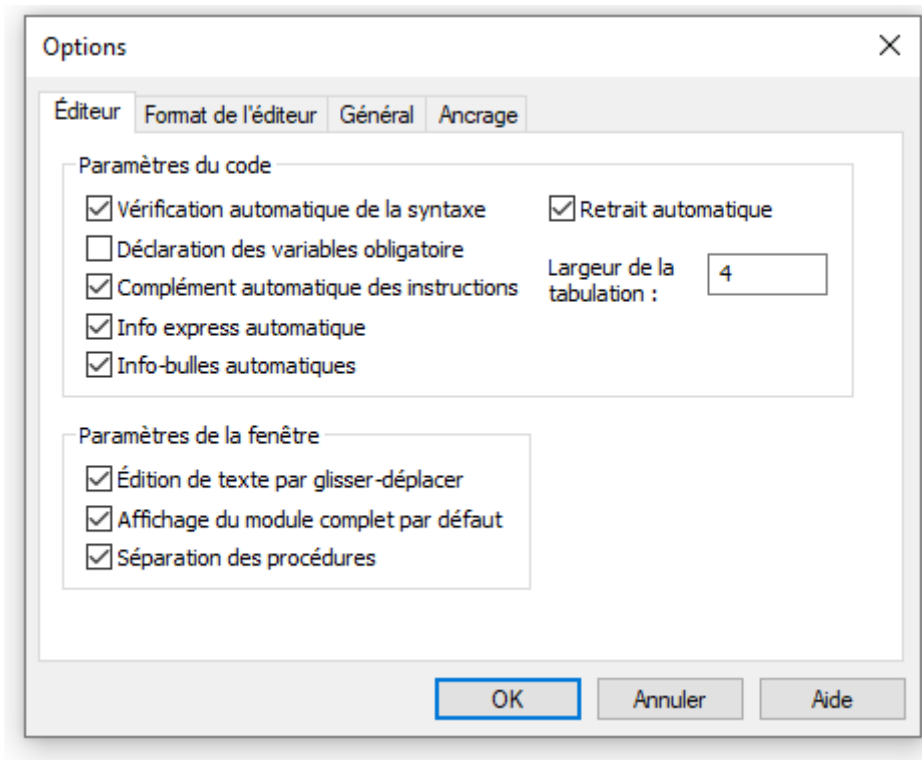 Options
Éditeur Format de l'éditeur Général Ancrage
Paramètres du code
Vérification automatique de la syntaxe
Déclaration des variables obligatoire
Complément automatique des instructions
Info express automatique
Info-bulles automatiques
Retrait automatique
Largeur de la
tabulation :
4
Paramètres de la fenêtre
Édition de texte par glisser-déplacer
Affichage du module complet par défaut
Séparation des procédures
OK Annuler Aide